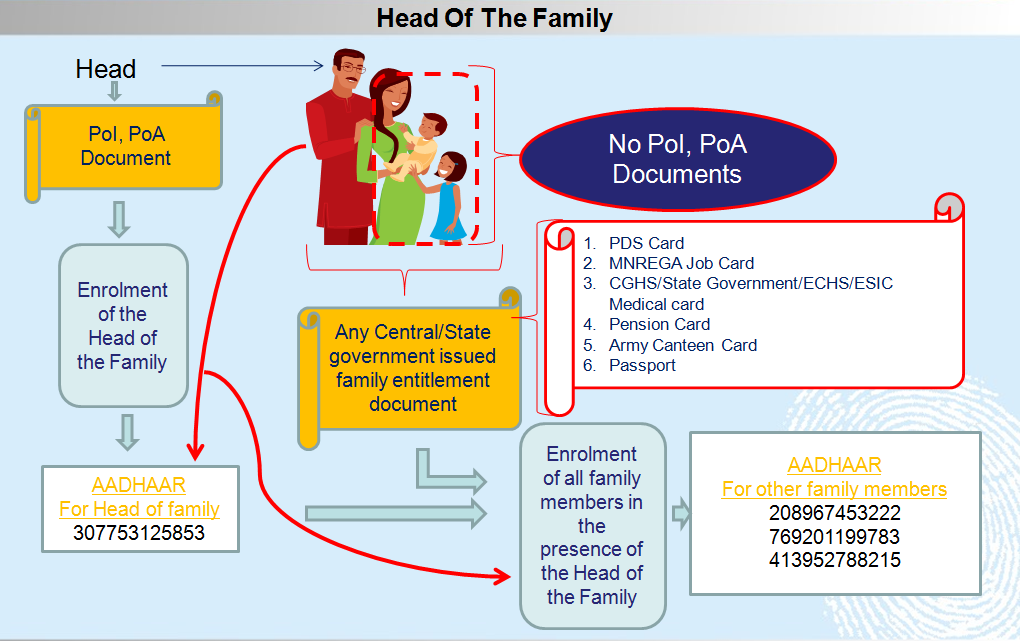 Head Of The Family
Head
PoI, PoA
Document
Enrolment
of the
Head of
the Family
AADHAAR
For Head of family
307753125853
No PoI, PoA
Documents
1. PDS Card
2. MNREGA Job Card
3. CGHS/State Government/ECHS/ESIC
Medical card
4. Pension Card
5. Army Canteen Card
6. Passport
Any Central/State
government issued
family entitlement
document
Enrolment
of all family
members in
the
presence of
the Head of
the Family
AADHAAR
For other family members
208967453222
769201199783
413952788215